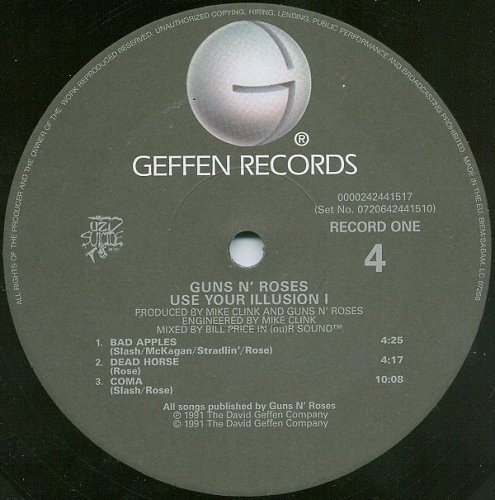 ALL RIGHTS OF THE PRODUCER AND OF THE OWNER OF THE WORK REPRODUCED RESERVED. UNAUTHORIZED COPYING, HIRING, LENDING, PUBLIC PERFORMANCE AND BROADCASTING PROHIBITED. MADE IN THE EU. BIEM/SABAM. LC 07266
®
GEFFEN RECORDS
0000242441517
(Set No. 0720642441510)
UZI
SUICIDE
RECORD ONE
4
GUNS N' ROSES
USE YOUR ILLUSION I
PRODUCED BY MIKE CLINK AND GUNS N' ROSES
ENGINEERED BY MIKE CLINK
MIXED BY BILL PRICE IN (ou)R SOUND™
1. BAD APPLES 4:25
(Slash/McKagan/Stradlin'/Rose)
2. DEAD HORSE 4:17
(Rose)
3. COMA 10:08
(Slash/Rose)
All songs published by Guns N' Roses
℗ 1991 The David Geffen Company
© 1991 The David Geffen Company